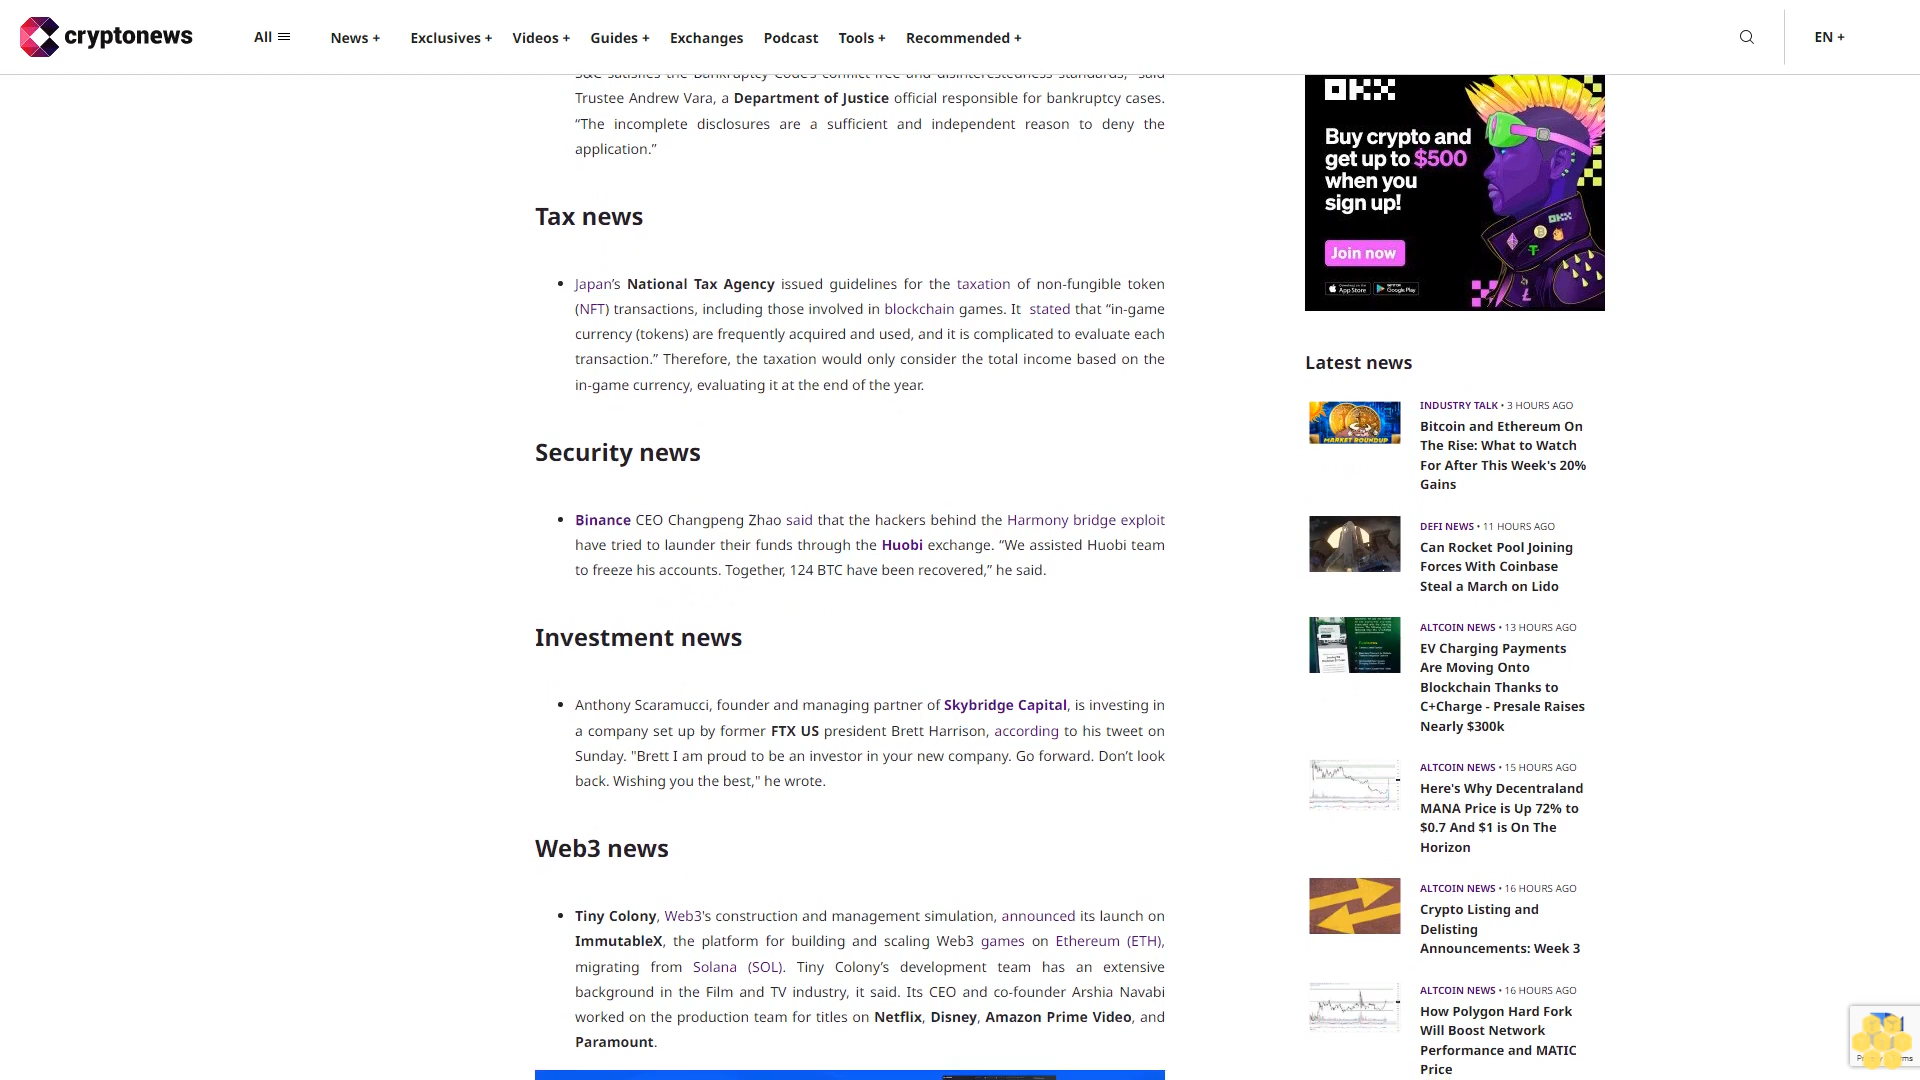 cryptonews
All
News +
Exclusives +
Videos +
Guides +
Exchanges
Podcast
Tools +
Recommended +
EN +
S&C satisfies the Bankruptcy Code's conflict-free and disinterestedness standards," said
Trustee Andrew Vara, a Department of Justice official responsible for bankruptcy cases.
“The incomplete disclosures are a sufficient and independent reason to deny the
application.”
Tax news
Japan’s National Tax Agency issued guidelines for the taxation of non-fungible token
(NFT) transactions, including those involved in blockchain games. It stated that “in-game
currency (tokens) are frequently acquired and used, and it is complicated to evaluate each
transaction.” Therefore, the taxation would only consider the total income based on the
in-game currency, evaluating it at the end of the year.
Security news
Binance CEO Changpeng Zhao said that the hackers behind the Harmony bridge exploit
have tried to launder their funds through the Huobi exchange. “We assisted Huobi team
to freeze his accounts. Together, 124 BTC have been recovered,” he said.
Investment news
Anthony Scaramucci, founder and managing partner of Skybridge Capital, is investing in
a company set up by former FTX US president Brett Harrison, according to his tweet on
Sunday. "Brett I am proud to be an investor in your new company. Go forward. Don’t look
back. Wishing you the best," he wrote.
Web3 news
Tiny Colony, Web3's construction and management simulation, announced its launch on
ImmutableX, the platform for building and scaling Web3 games on Ethereum (ETH),
migrating from Solana (SOL). Tiny Colony’s development team has an extensive
background in the Film and TV industry, it said. Its CEO and co-founder Arshia Navabi
worked on the production team for titles on Netflix, Disney, Amazon Prime Video, and
Paramount.
OKX
Buy crypto and
get up to $500
when you
sign up!
Join now
App Store
Google Play
OKX
Latest news
MARKET ROUNDUP
INDUSTRY TALK • 3 HOURS AGO
Bitcoin and Ethereum On
The Rise: What to Watch
For After This Week's 20%
Gains
DEFI NEWS • 11 HOURS AGO
Can Rocket Pool Joining
Forces With Coinbase
Steal a March on Lido
ALTCOIN NEWS • 13 HOURS AGO
EV Charging Payments
Are Moving Onto
Blockchain Thanks to
C+Charge - Presale Raises
Nearly $300k
ALTCOIN NEWS • 15 HOURS AGO
Here's Why Decentraland
MANA Price is Up 72% to
$0.7 And $1 is On The
Horizon
ALTCOIN NEWS • 16 HOURS AGO
Crypto Listing and
Delisting
Announcements: Week 3
ALTCOIN NEWS • 16 HOURS AGO
How Polygon Hard Fork
Will Boost Network
Performance and MATIC
Price